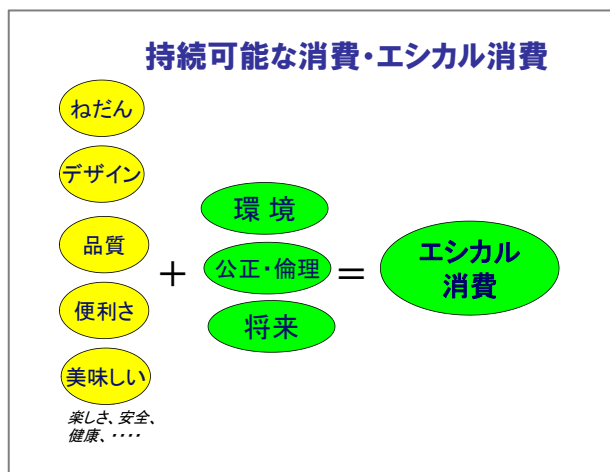 持続可能な消費・エシカル消費
ねだん
デザイン
品質
便利さ
美味しい
楽しさ、安全、
健康、・・・・
+
環 境
公正・倫理
将来
=
エシカル
消費